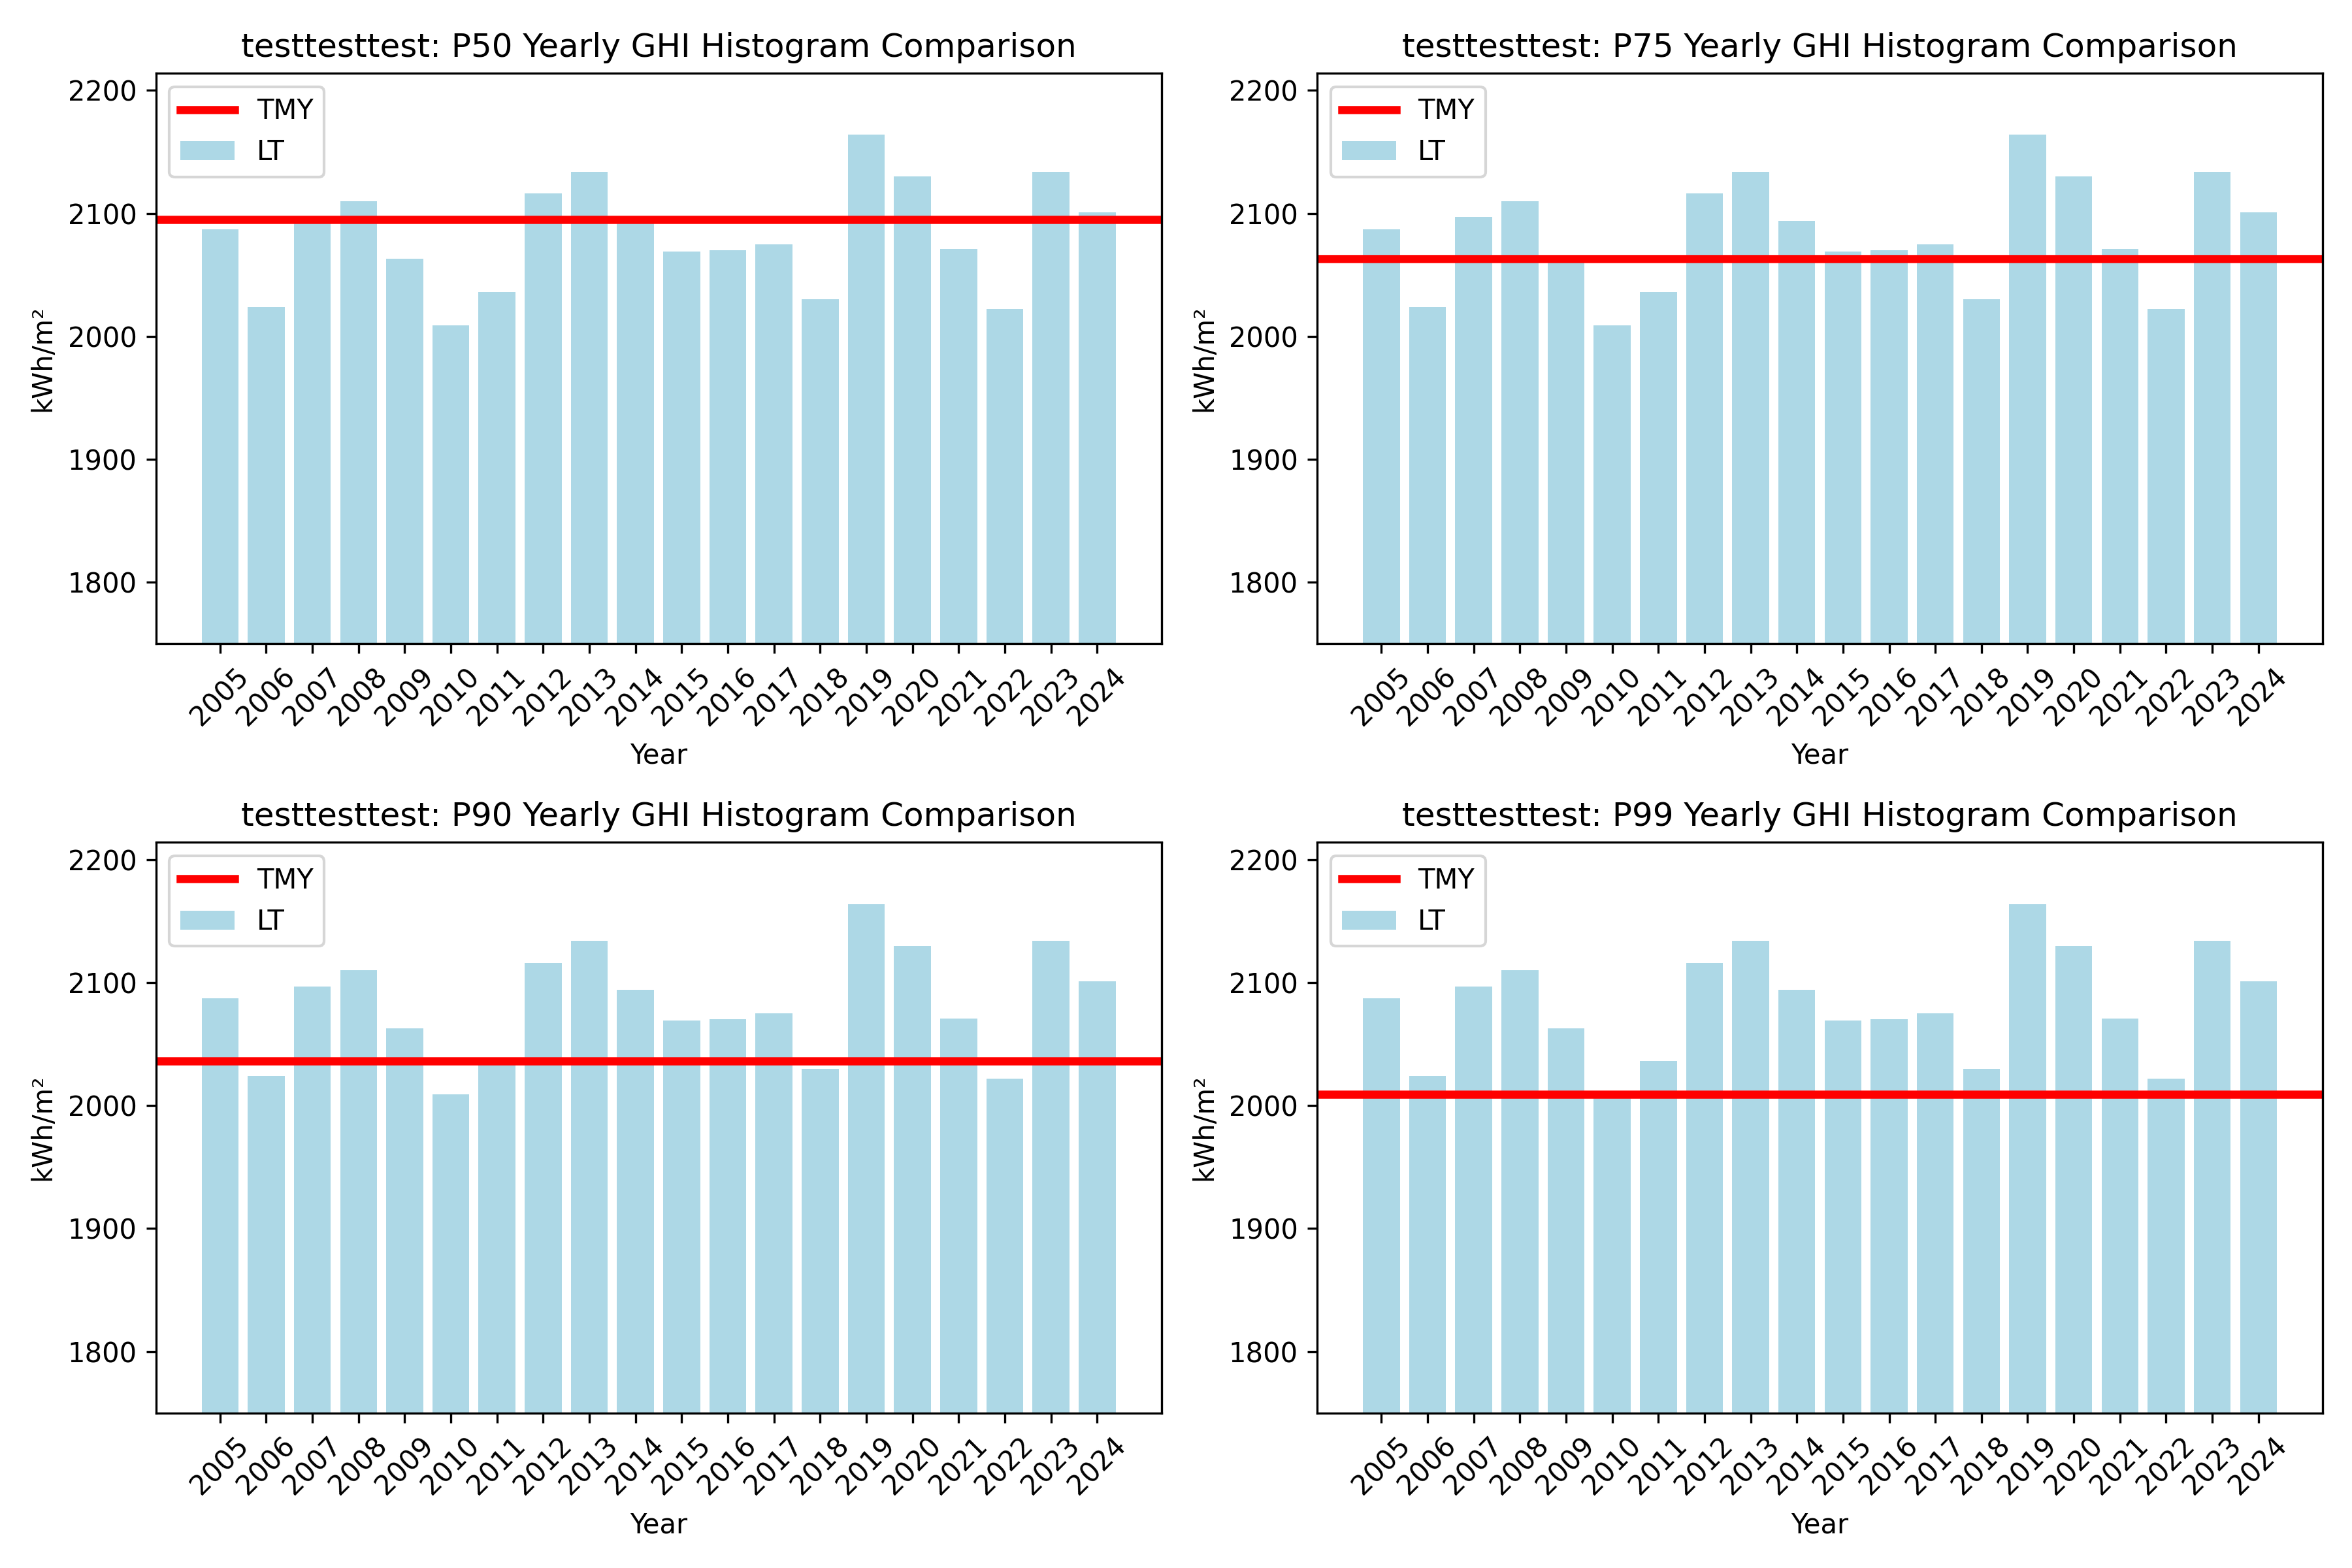 testtesttest: P50 Yearly GHI Histogram Comparison
2200
2100
2000
1900
1800
kWh/m²
TMY
LT
2005 2006 2007 2008 2009 2010 2011 2012 2013 2014 2015 2016 2017 2018 2019 2020 2021 2022 2023 2024
Year
testtesttest: P75 Yearly GHI Histogram Comparison
2200
2100
2000
1900
1800
kWh/m²
TMY
LT
2005 2006 2007 2008 2009 2010 2011 2012 2013 2014 2015 2016 2017 2018 2019 2020 2021 2022 2023 2024
Year
testtesttest: P90 Yearly GHI Histogram Comparison
2200
2100
2000
1900
1800
kWh/m²
TMY
LT
2005 2006 2007 2008 2009 2010 2011 2012 2013 2014 2015 2016 2017 2018 2019 2020 2021 2022 2023 2024
Year
testtesttest: P99 Yearly GHI Histogram Comparison
2200
2100
2000
1900
1800
kWh/m²
TMY
LT
2005 2006 2007 2008 2009 2010 2011 2012 2013 2014 2015 2016 2017 2018 2019 2020 2021 2022 2023 2024
Year